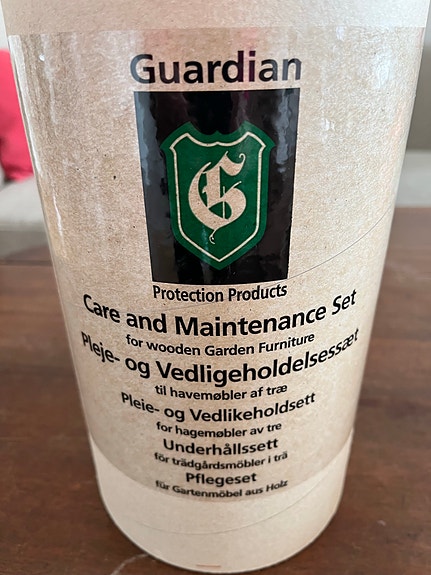 Guardian
G
Protection Products
Care and Maintenance Set
for wooden Garden Furniture
Pleje- og Vedligeholdelsessæt
til havemøbler af træ
Pleie- og Vedlikeholdsett
for hagemøbler av tre
Underhållssett
för trädgårdsmöbler i trä
Pflegeset
für Gartenmöbel aus Holz